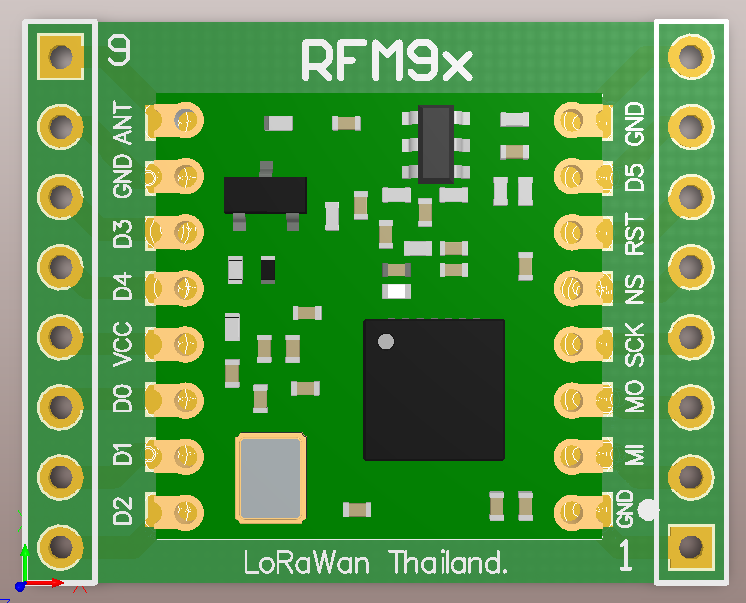 RFM9x
9
ANT
GND
D3
D4
VCC
D0
D1
D2
GND
D5
RST
NS
SCK
MO
MI
GND
1
LoRaWan Thailand.